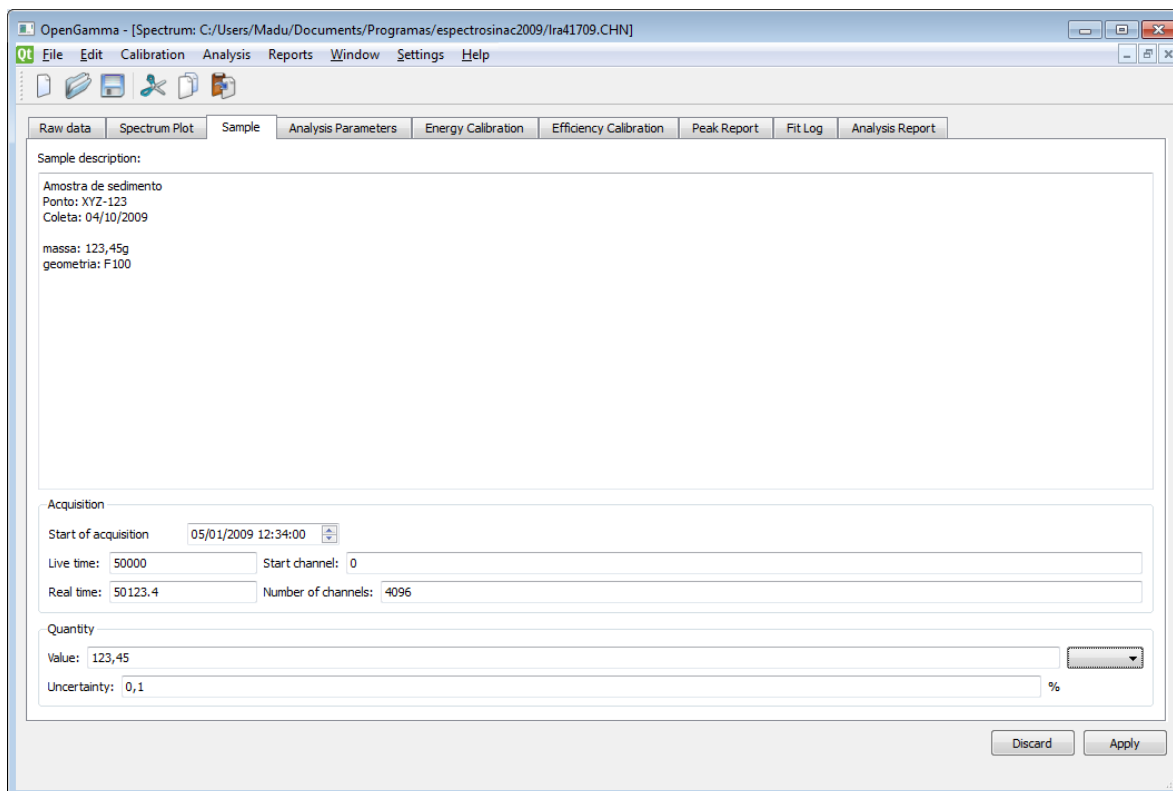 OpenGamma - [Spectrum: C:/Users/Madu/Documents/Programas/espectrosinac2009/Ira41709.CHN]
Qt File Edit Calibration Analysis Reports Window Settings Help
Raw data Spectrum Plot Sample Analysis Parameters Energy Calibration Efficiency Calibration Peak Report Fit Log Analysis Report
Sample description:
Amostra de sedimento
Ponto: XYZ-123
Coleta: 04/10/2009
massa: 123,45g
geometria: F100
Acquisition
Start of acquisition 05/01/2009 12:34:00
Live time: 50000 Start channel: 0
Real time: 50123.4 Number of channels: 4096
Quantity
Value: 123,45
Uncertainty: 0,1 %
Discard Apply